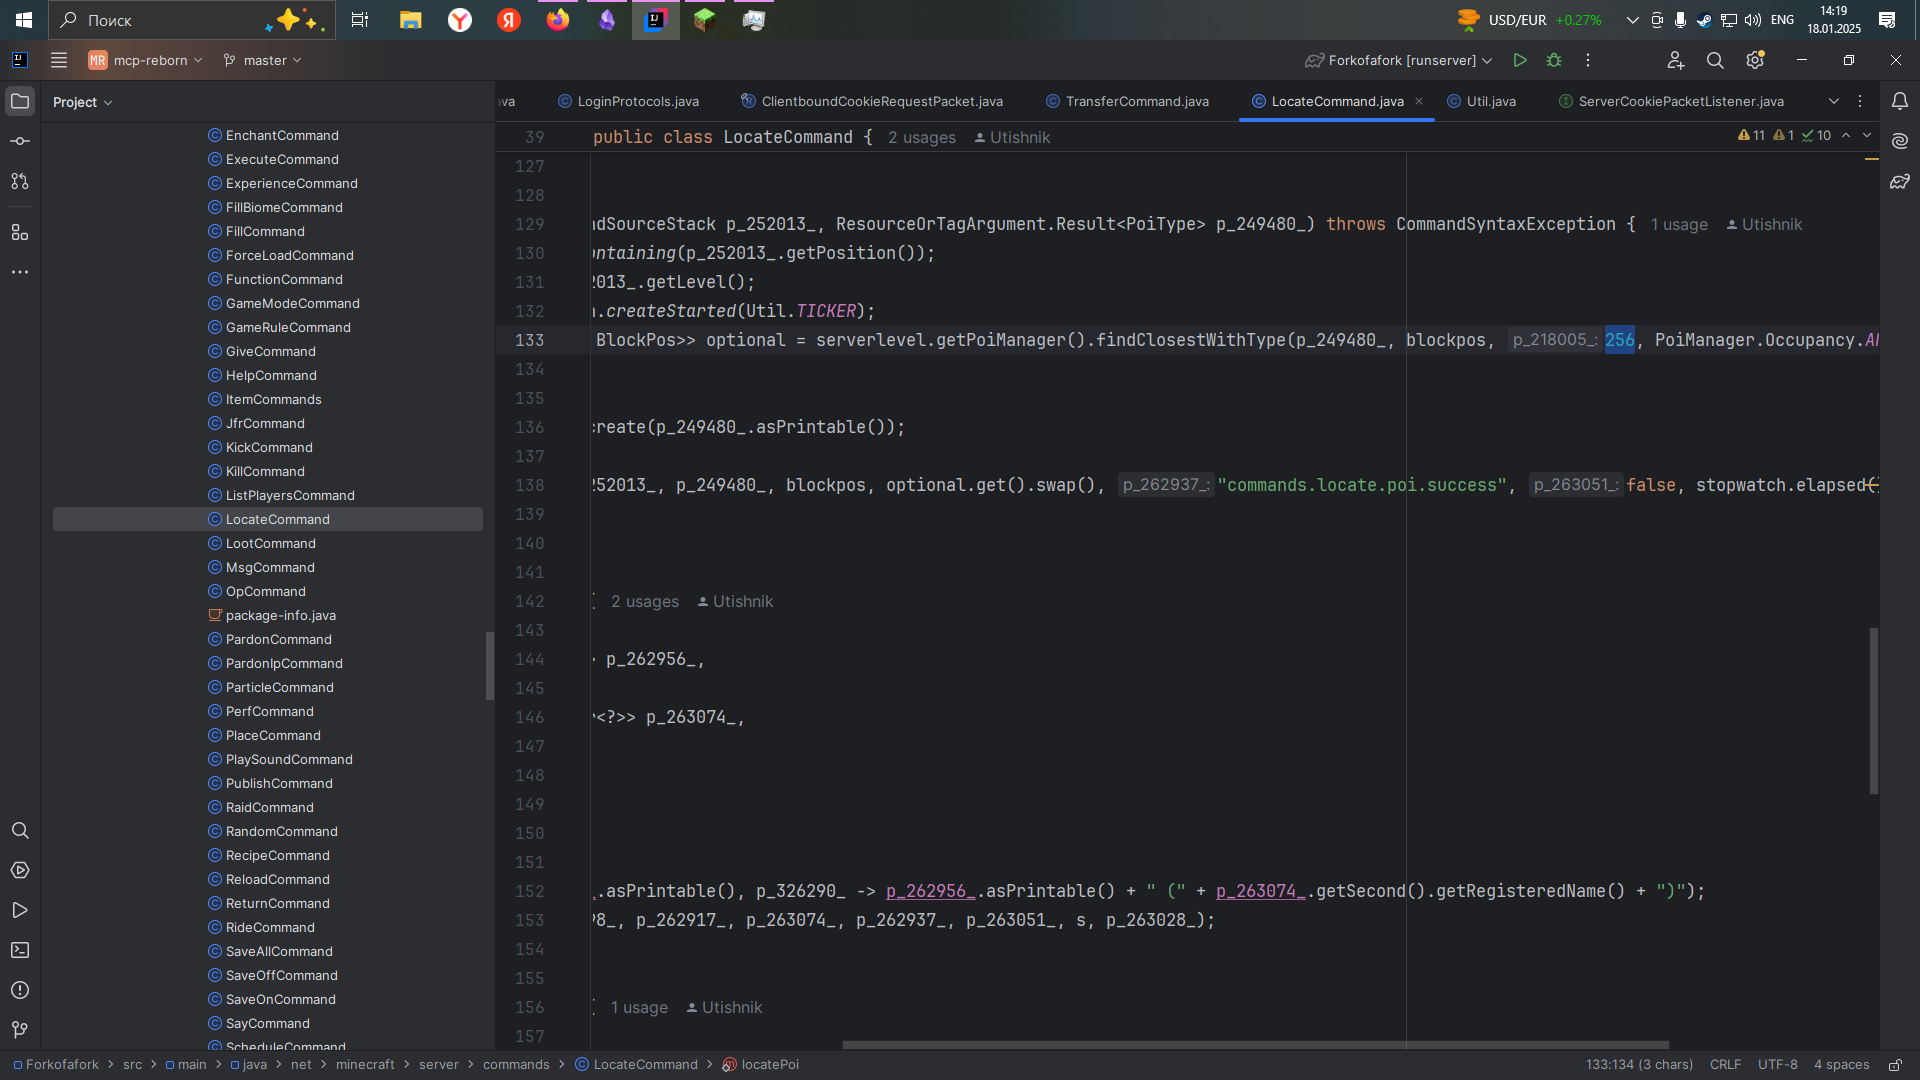 Поиск
USD/EUR +0.27%
ENG
14:19
18.01.2025
MR mcp-reborn
master
Forkofafork [runserver]
Project
EnchantCommand
ExecuteCommand
ExperienceCommand
FillBiomeCommand
FillCommand
ForceLoadCommand
FunctionCommand
GameModeCommand
GameRuleCommand
GiveCommand
HelpCommand
ItemCommands
JfrCommand
KickCommand
KillCommand
ListPlayersCommand
LocateCommand
LootCommand
MsgCommand
OpCommand
package-info.java
PardonCommand
PardonIpCommand
ParticleCommand
PerfCommand
PlaceCommand
PlaySoundCommand
PublishCommand
RaidCommand
RandomCommand
RecipeCommand
ReloadCommand
ReturnCommand
RideCommand
SaveAllCommand
SaveOffCommand
SaveOnCommand
SayCommand
ScheduleCommand
ava LoginProtocols.java ClientboundCookieRequestPacket.java TransferCommand.java LocateCommand.java Util.java ServerCookiePacketListener.java
39 public class LocateCommand { 2 usages Utishnik 11 1 10
127
128
129 ndSourceStack p_252013_, ResourceOrTagArgument.Result<PoiType> p_249480_) throws CommandSyntaxException { 1 usage Utishnik
130 ontaining(p_252013_.getPosition());
131 2013_.getLevel();
132 h.createStarted(Util.TICKER);
133 BlockPos>> optional = serverlevel.getPoiManager().findClosestWithType(p_249480_, blockpos, p_218005_: 256, PoiManager.Occupancy.AN
134
135
136 create(p_249480_.asPrintable());
137
138 252013_, p_249480_, blockpos, optional.get().swap(), p_262937_: "commands.locate.poi.success", p_263051_: false, stopwatch.elapsed()
139
140
141
142 { 2 usages Utishnik
143
144 > p_262956_,
145
146 r<?>> p_263074_,
147
148
149
150
151
152 _.asPrintable(), p_326290_ -> p_262956_.asPrintable() + " (" + p_263074_.getSecond().getRegisteredName() + ")");
153 98_, p_262917_, p_263074_, p_262937_, p_263051_, s, p_263028_);
154
155
156 { 1 usage Utishnik
157
Forkofafork > src > main > java > net > minecraft > server > commands > LocateCommand > locatePoi
133:134 (3 chars) CRLF UTF-8 4 spaces